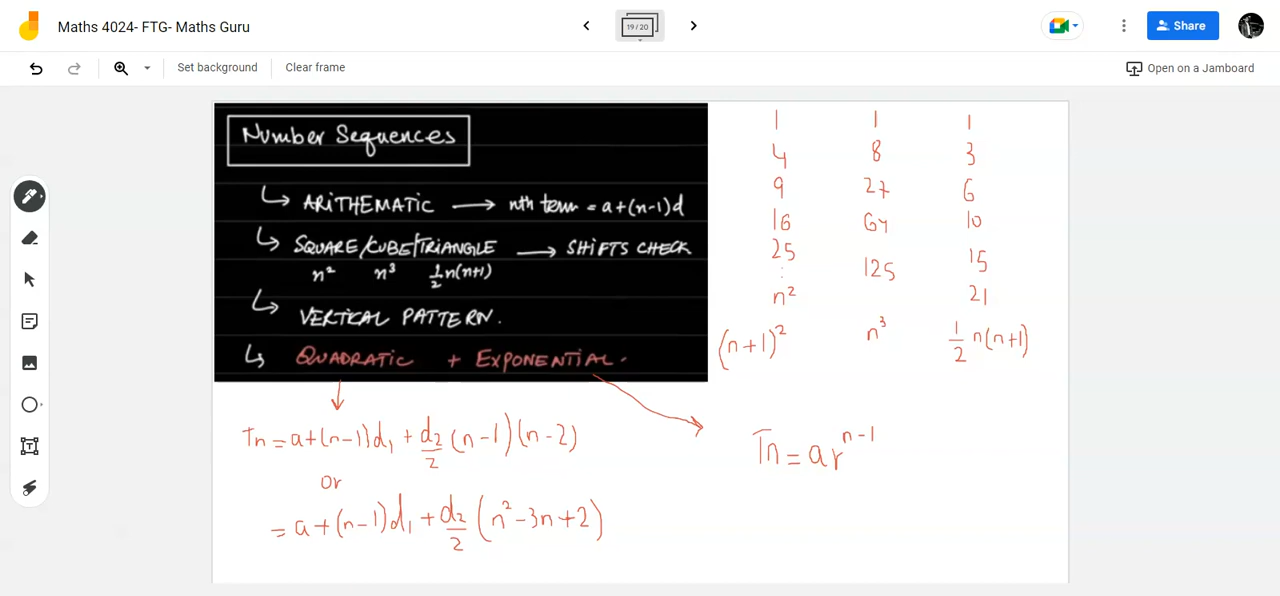 Maths 4024- FTG- Maths Guru
19 / 20
Share
Set background
Clear frame
Open on a Jamboard
Number Sequences
↳ ARITHEMATIC ⟶ nth term = a+(n-1)d
↳ SQUARE/CUBE/TRIANGLE ⟶ SHIFTS CHECK
n² n³ ½n(n+1)
↳ VERTICAL PATTERN.
↳ QUADRATIC + EXPONENTIAL.
1 1 1
4 8 3
9 27 6
16 64 10
25 125 15
⋮
n² 21
(n+1)² n³ ½ n(n+1)
Tn = a+(n-1)d₁ + d₂/2 (n-1)(n-2)
or
= a+(n-1)d₁ + d₂/2 (n²-3n+2)
Tn = ar^(n-1)